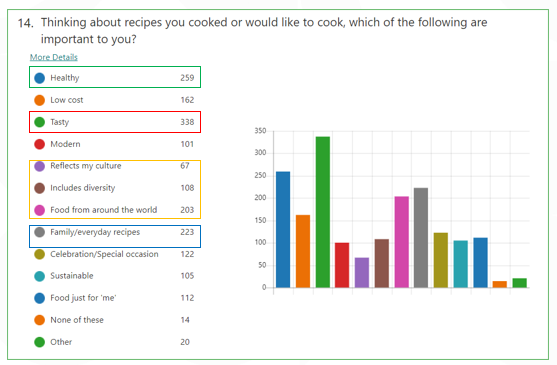 14. Thinking about recipes you cooked or would like to cook, which of the following are
important to you?
More Details
Healthy 259
Low cost 162
Tasty 338
Modern 101
Reflects my culture 67
Includes diversity 108
Food from around the world 203
Family/everyday recipes 223
Celebration/Special occasion 122
Sustainable 105
Food just for 'me' 112
None of these 14
Other 20
350
300
250
200
150
100
50
0